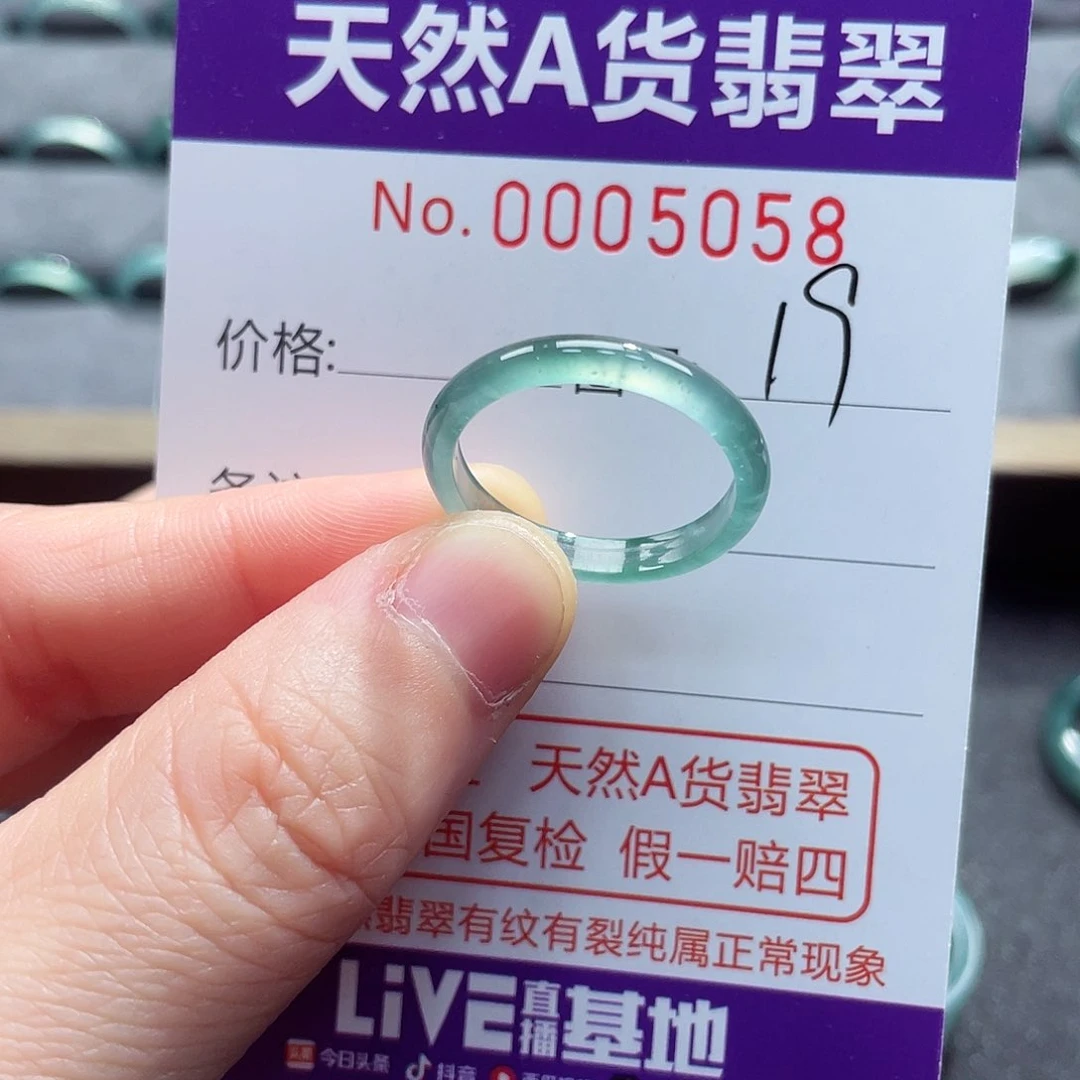 天然A货翡翠
No.0005058
价格:
19
天然A货翡翠
国复检 假一赔四
翡翠有纹有裂纯属正常现象
LiVE直播基地
今日头条 抖音